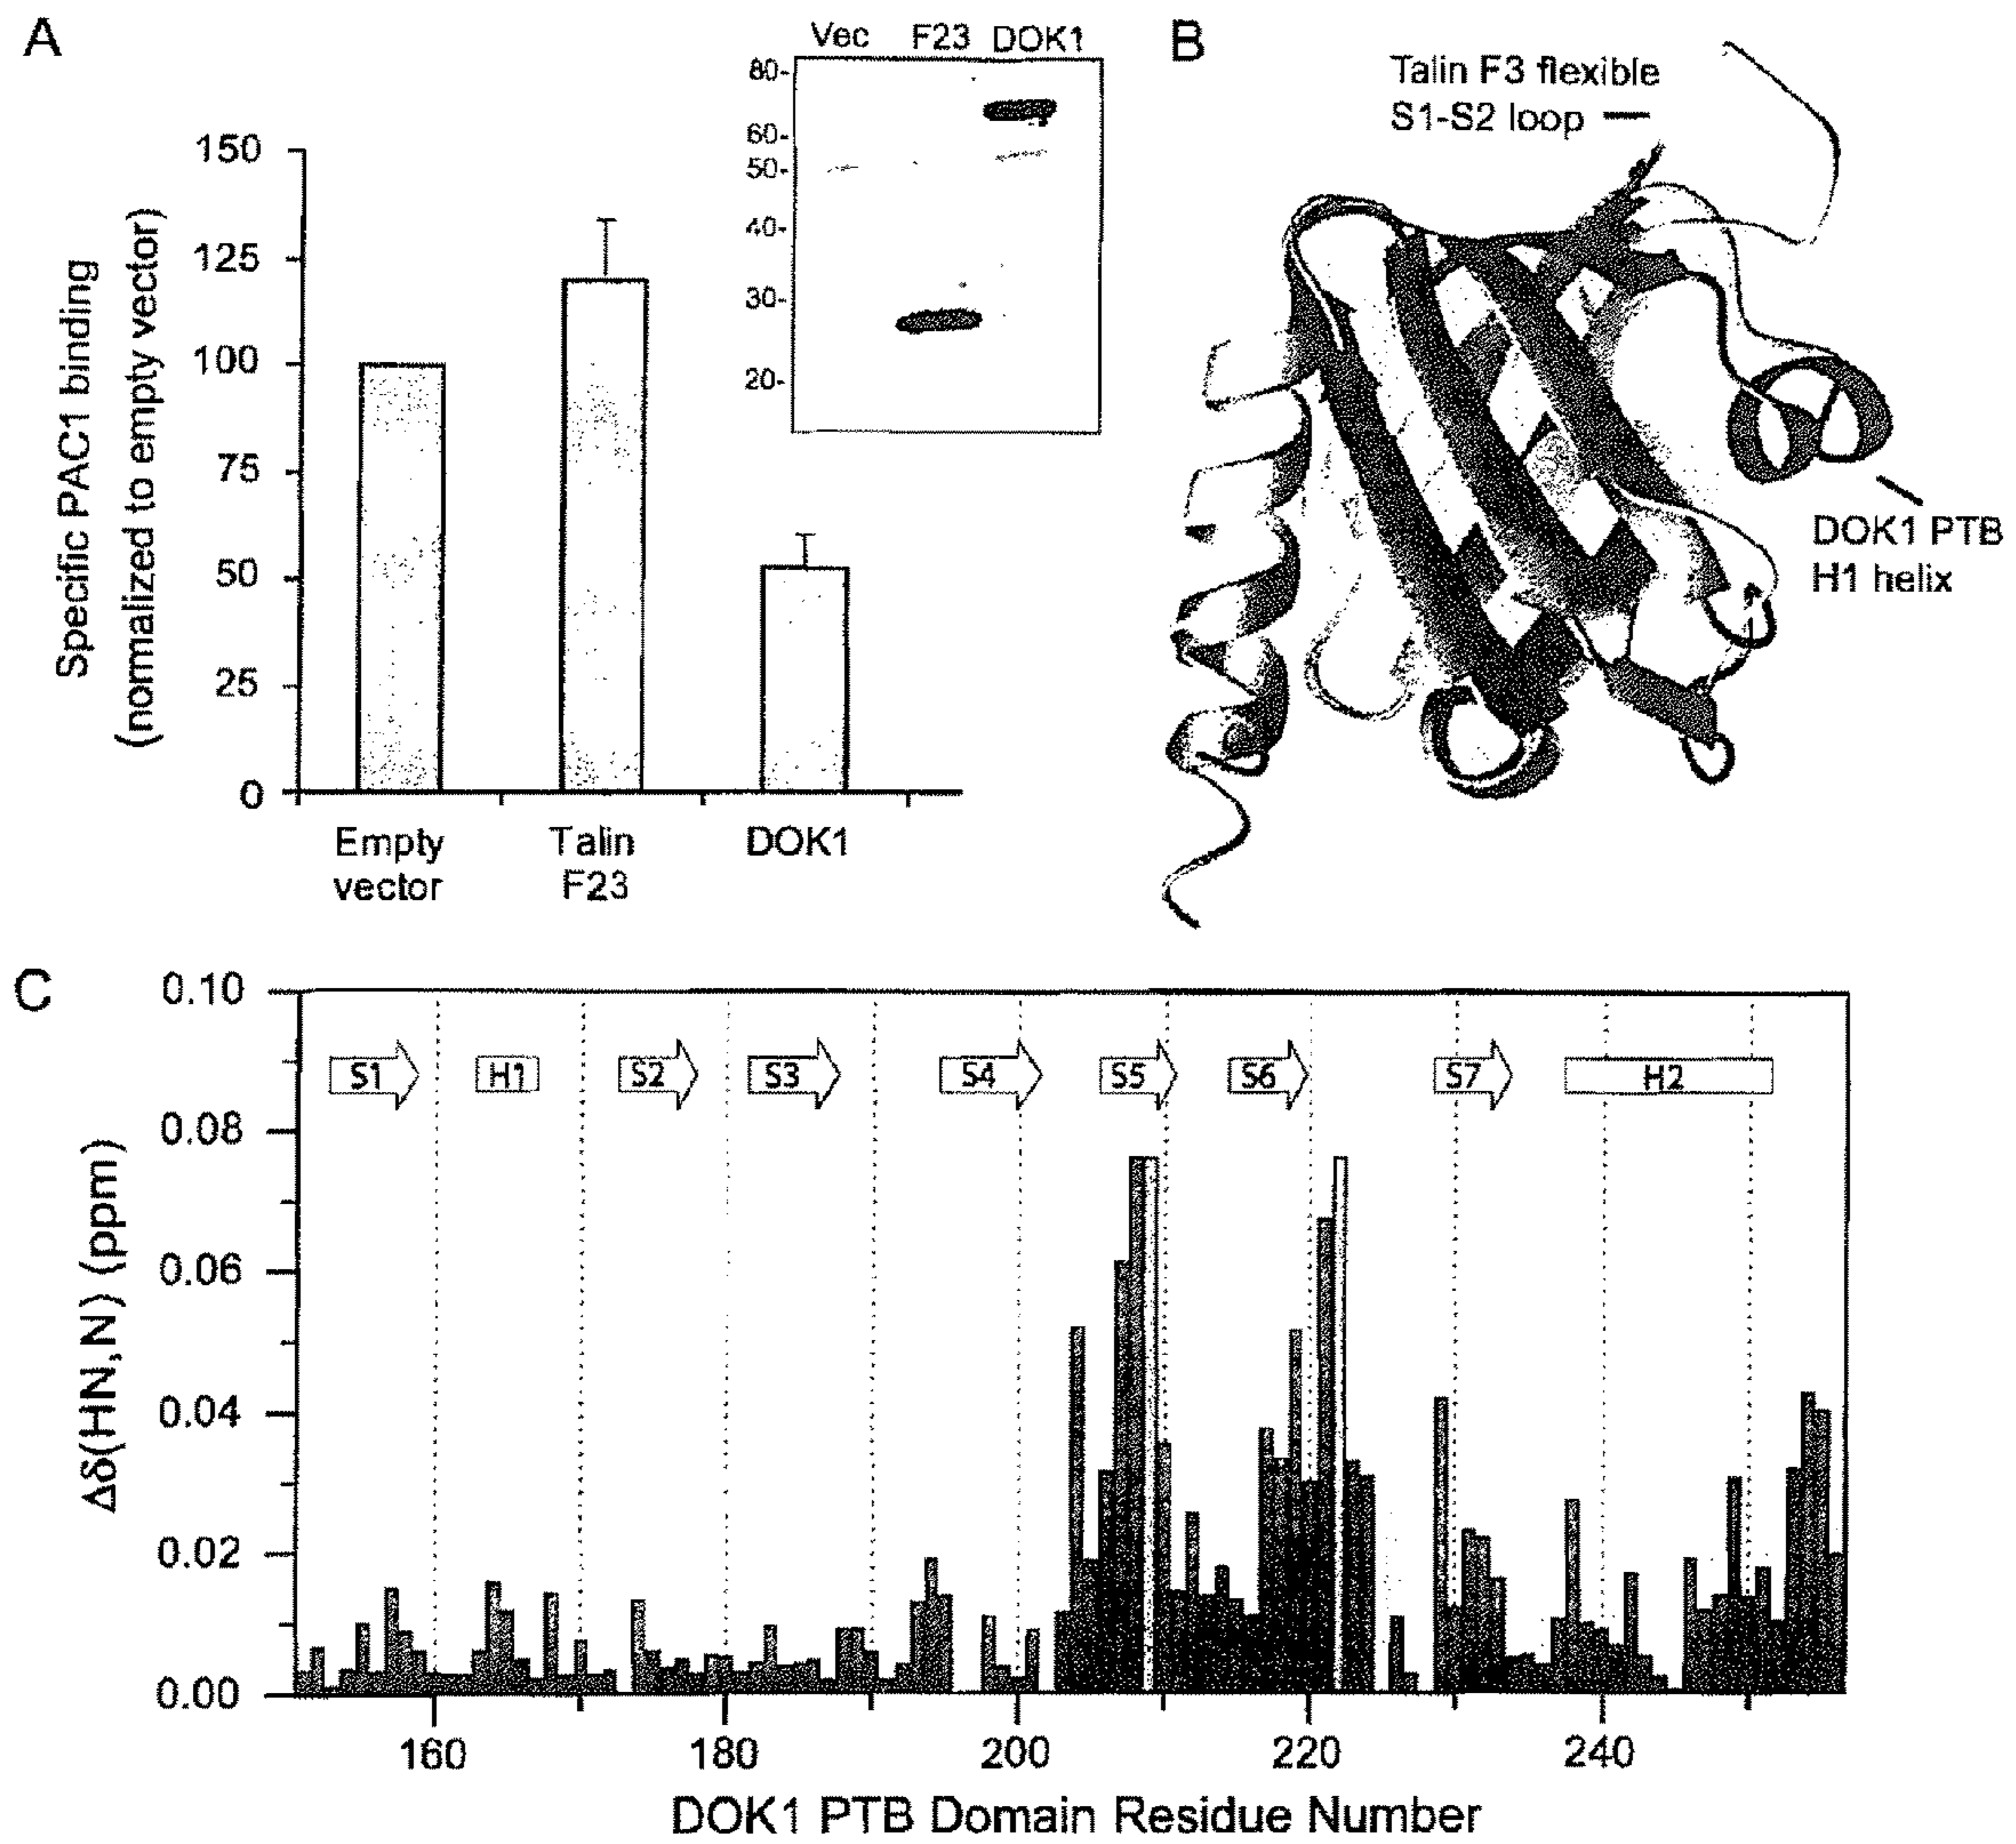 A
Specific PAC1 binding
(normalized to empty vector)
150
125
100
75
50
25
0
Empty
vector
Talin
F23
DOK1
Vec F23 DOK1
80-
60-
50-
40-
30-
20-
B
Talin F3 flexible
S1-S2 loop
DOK1 PTB
H1 helix
C
Δδ(HN,N) (ppm)
0.10
0.08
0.06
0.04
0.02
0.00
S1 H1 S2 S3 S4 S5 S6 S7 H2
160 180 200 220 240
DOK1 PTB Domain Residue Number